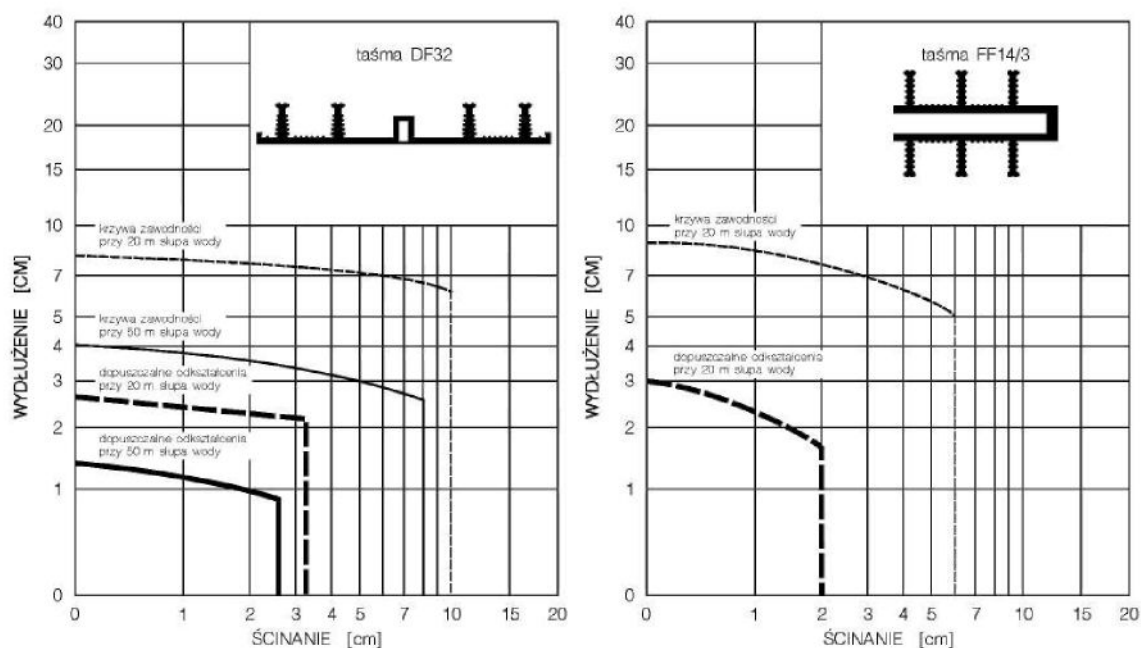 taśma DF32
40
30
20
15
10
7
5
4
3
2
1
0
WYDŁUŻENIE [CM]
krzywa zawodności
przy 20 m słupa wody
krzywa zawodności
przy 50 m słupa wody
dopuszczalne odkształcenia
przy 20 m słupa wody
dopuszczalne odkształcenia
przy 50 m słupa wody
0 1 2 3 4 5 7 10 15 20
ŚCINANIE [cm]
taśma FF14/3
40
30
20
15
10
7
5
4
3
2
1
0
WYDŁUŻENIE [CM]
krzywa zawodności
przy 20 m słupa wody
dopuszczalne odkształcenia
przy 20 m słupa wody
0 1 2 3 4 5 7 10 15 20
ŚCINANIE [cm]